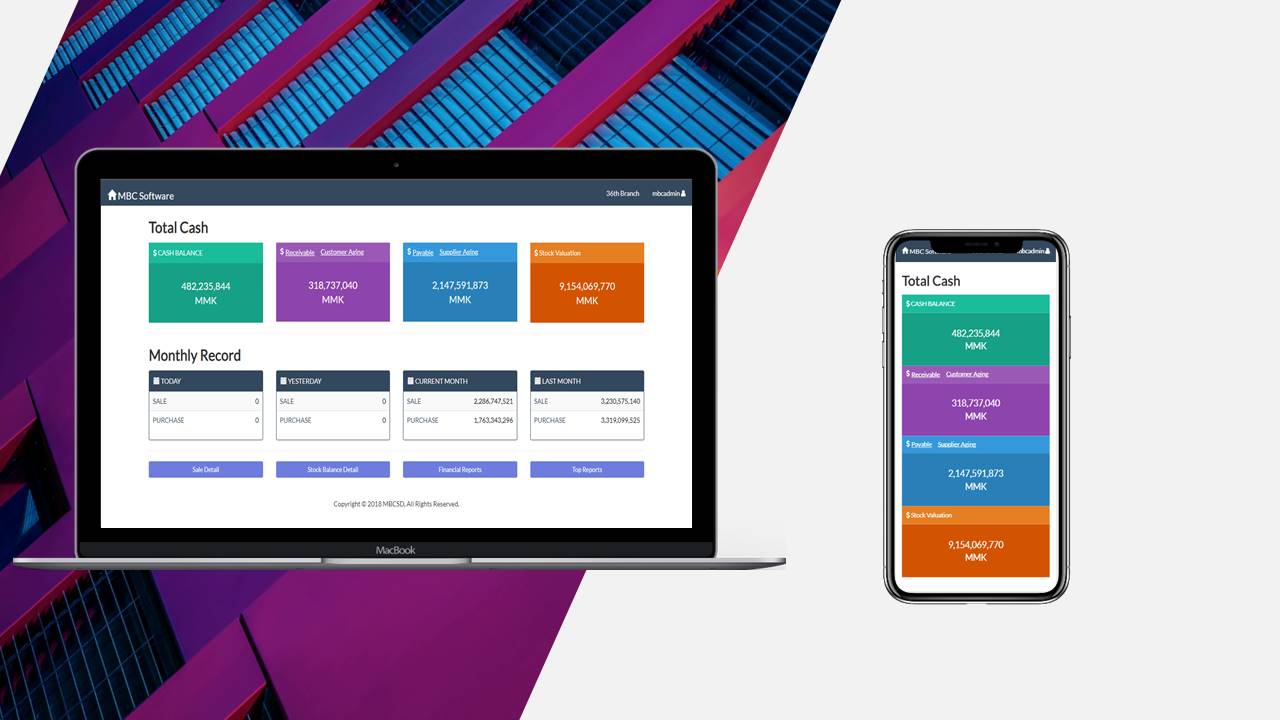 MBC Software 36th Branch mbcadmin
Total Cash
$ CASH BALANCE
482,235,844
MMK
$ Receivable Customer Aging
318,737,040
MMK
$ Payable Supplier Aging
2,147,591,873
MMK
$ Stock Valuation
9,154,069,770
MMK
Monthly Record
TODAY
SALE 0
PURCHASE 0
YESTERDAY
SALE 0
PURCHASE 0
CURRENT MONTH
SALE 2,286,747,521
PURCHASE 1,763,343,296
LAST MONTH
SALE 3,230,575,140
PURCHASE 3,319,099,525
Sale Detail
Stock Balance Detail
Financial Reports
Top Reports
Copyright © 2018 MBCSD, All Rights Reserved.
MacBook
MBC mbcadmin
Total Cash
$ CASH BALANCE
482,235,844
MMK
$ Receivable Customer Aging
318,737,040
MMK
$ Payable Supplier Aging
2,147,591,873
MMK
$ Stock Valuation
9,154,069,770
MMK